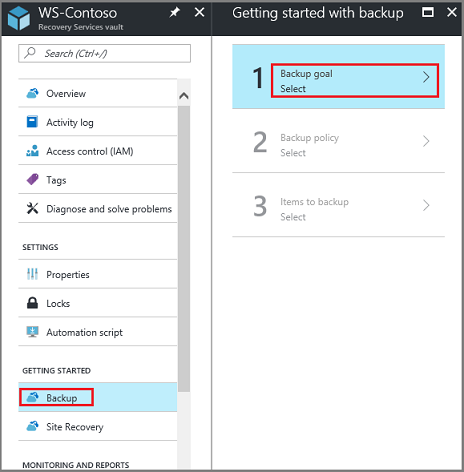 WS-Contoso
Recovery Services vault
Search (Ctrl+/)
Overview
Activity log
Access control (IAM)
Tags
Diagnose and solve problems
SETTINGS
Properties
Locks
Automation script
GETTING STARTED
Backup
Site Recovery
MONITORING AND REPORTS
Getting started with backup
1
Backup goal
Select
2
Backup policy
Select
3
Items to backup
Select